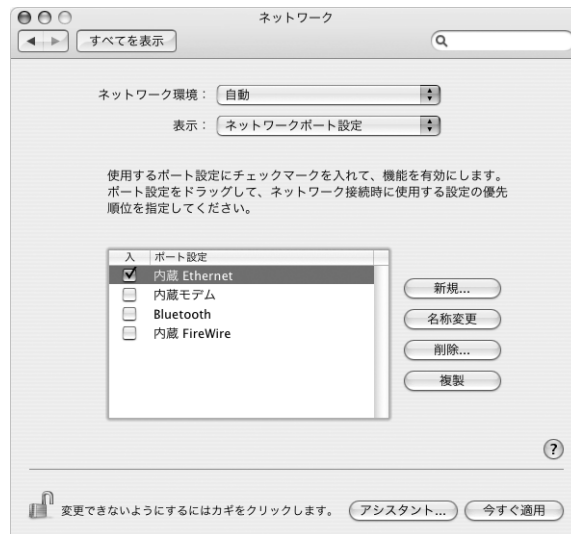 ネットワーク
すべてを表示
ネットワーク環境： 自動
表示： ネットワークポート設定
使用するポート設定にチェックマークを入れて、機能を有効にします。
ポート設定をドラッグして、ネットワーク接続時に使用する設定の優先
順位を指定してください。
入 ポート設定
内蔵 Ethernet
内蔵モデム
Bluetooth
内蔵 FireWire
新規...
名称変更
削除...
複製
?
変更できないようにするにはカギをクリックします。 アシスタント... 今すぐ適用